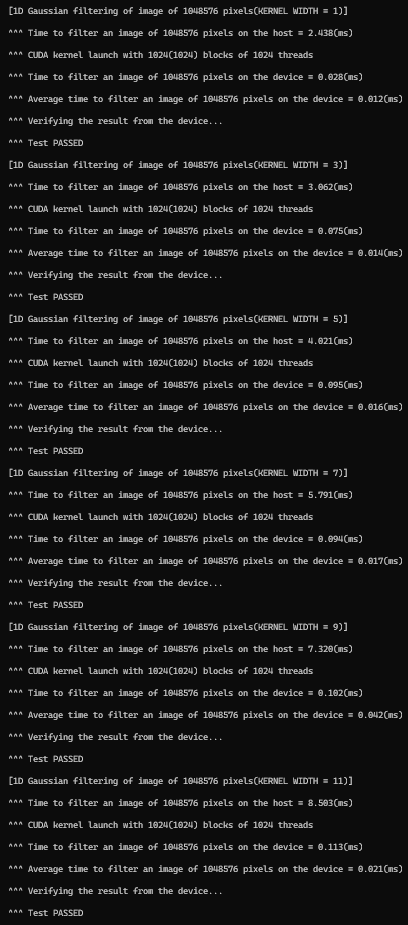 [1D Gaussian filtering of image of 1048576 pixels(KERNEL WIDTH = 1)]
^^^ Time to filter an image of 1048576 pixels on the host = 2.438(ms)
^^^ CUDA kernel launch with 1024(1024) blocks of 1024 threads
^^^ Time to filter an image of 1048576 pixels on the device = 0.028(ms)
^^^ Average time to filter an image of 1048576 pixels on the device = 0.012(ms)
^^^ Verifying the result from the device...
^^^ Test PASSED
[1D Gaussian filtering of image of 1048576 pixels(KERNEL WIDTH = 3)]
^^^ Time to filter an image of 1048576 pixels on the host = 3.062(ms)
^^^ CUDA kernel launch with 1024(1024) blocks of 1024 threads
^^^ Time to filter an image of 1048576 pixels on the device = 0.075(ms)
^^^ Average time to filter an image of 1048576 pixels on the device = 0.014(ms)
^^^ Verifying the result from the device...
^^^ Test PASSED
[1D Gaussian filtering of image of 1048576 pixels(KERNEL WIDTH = 5)]
^^^ Time to filter an image of 1048576 pixels on the host = 4.021(ms)
^^^ CUDA kernel launch with 1024(1024) blocks of 1024 threads
^^^ Time to filter an image of 1048576 pixels on the device = 0.095(ms)
^^^ Average time to filter an image of 1048576 pixels on the device = 0.016(ms)
^^^ Verifying the result from the device...
^^^ Test PASSED
[1D Gaussian filtering of image of 1048576 pixels(KERNEL WIDTH = 7)]
^^^ Time to filter an image of 1048576 pixels on the host = 5.791(ms)
^^^ CUDA kernel launch with 1024(1024) blocks of 1024 threads
^^^ Time to filter an image of 1048576 pixels on the device = 0.094(ms)
^^^ Average time to filter an image of 1048576 pixels on the device = 0.017(ms)
^^^ Verifying the result from the device...
^^^ Test PASSED
[1D Gaussian filtering of image of 1048576 pixels(KERNEL WIDTH = 9)]
^^^ Time to filter an image of 1048576 pixels on the host = 7.320(ms)
^^^ CUDA kernel launch with 1024(1024) blocks of 1024 threads
^^^ Time to filter an image of 1048576 pixels on the device = 0.102(ms)
^^^ Average time to filter an image of 1048576 pixels on the device = 0.042(ms)
^^^ Verifying the result from the device...
^^^ Test PASSED
[1D Gaussian filtering of image of 1048576 pixels(KERNEL WIDTH = 11)]
^^^ Time to filter an image of 1048576 pixels on the host = 8.503(ms)
^^^ CUDA kernel launch with 1024(1024) blocks of 1024 threads
^^^ Time to filter an image of 1048576 pixels on the device = 0.113(ms)
^^^ Average time to filter an image of 1048576 pixels on the device = 0.021(ms)
^^^ Verifying the result from the device...
^^^ Test PASSED